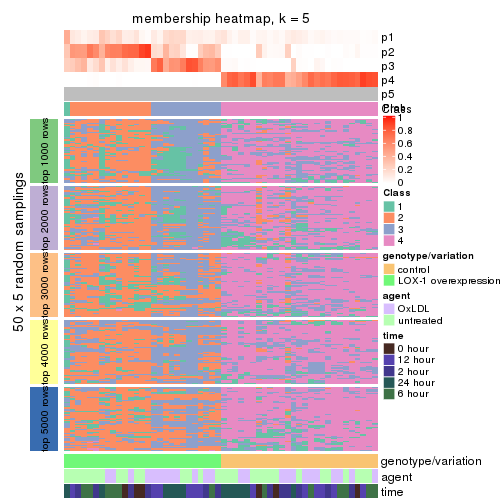 membership heatmap, k = 5
p1
p2
p3
p4
p5
Prob
Class
1
0.8
0.6
0.4
0.2
0
Class
1
2
3
4
genotype/variation
control
LOX-1 overexpression
agent
OxLDL
untreated
time
0 hour
12 hour
2 hour
24 hour
6 hour
50 x 5 random samplings
top 1000 rows
top 2000 rows
top 3000 rows
top 4000 rows
top 5000 rows
genotype/variation
agent
time